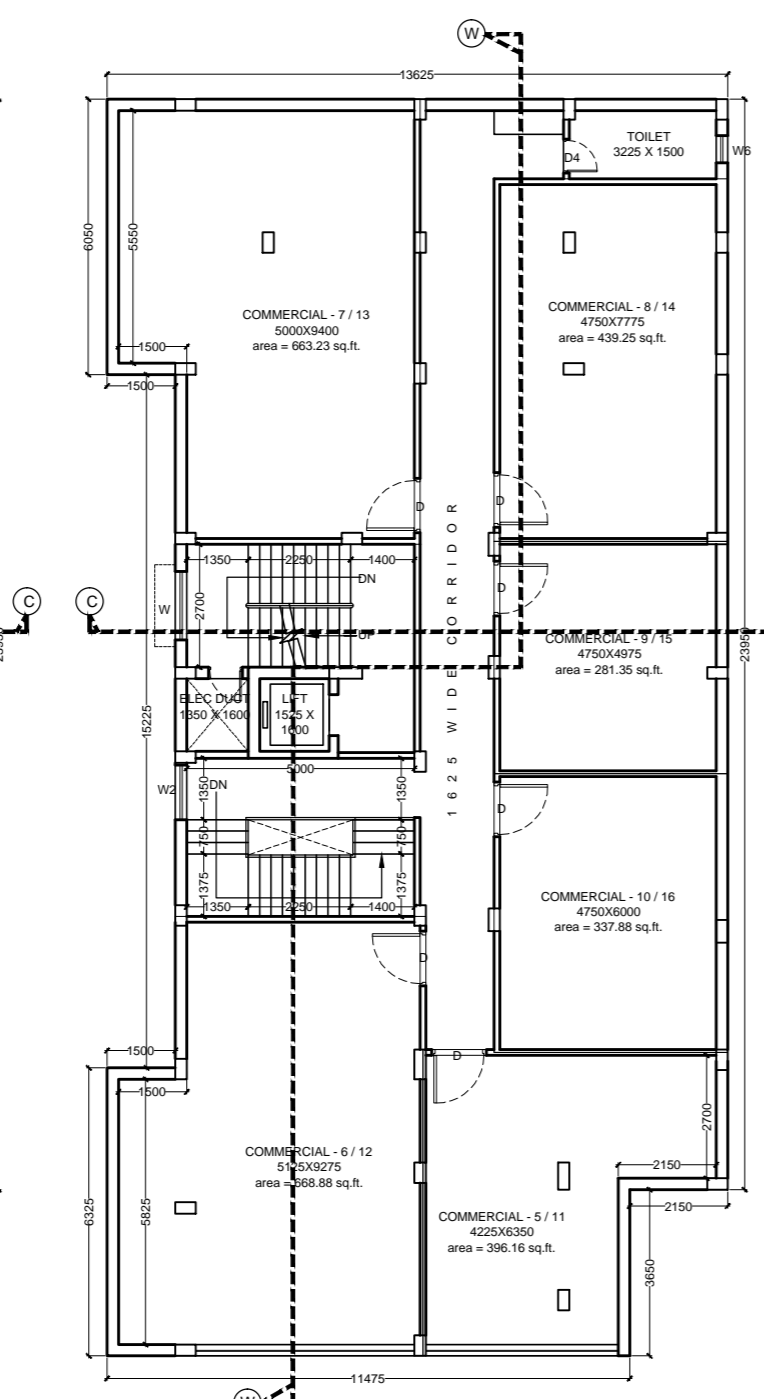 W
13625
TOILET
3225 X 1500
D4
W6
6050
5550
COMMERCIAL - 7 / 13
5000X9400
area = 663.23 sq.ft.
COMMERCIAL - 8 / 14
4750X7775
area = 439.25 sq.ft.
1500
1500
D
D
1625 WIDE CORRIDOR
1350
2250
1400
DN
D
C
C
W
2700
UP
COMMERCIAL - 9 / 15
4750X4975
area = 281.35 sq.ft.
23950
15225
ELEC DUCT
1350 X 1600
LIFT
1525 X
1600
5000
W2
1350
DN
1350
D
750
750
1375
1375
1350
2250
1400
COMMERCIAL - 10 / 16
4750X6000
area = 337.88 sq.ft.
D
1500
D
1500
2700
COMMERCIAL - 6 / 12
5125X9275
area = 668.88 sq.ft.
2150
2150
6325
5825
COMMERCIAL - 5 / 11
4225X6350
area = 396.16 sq.ft.
3650
11475
W